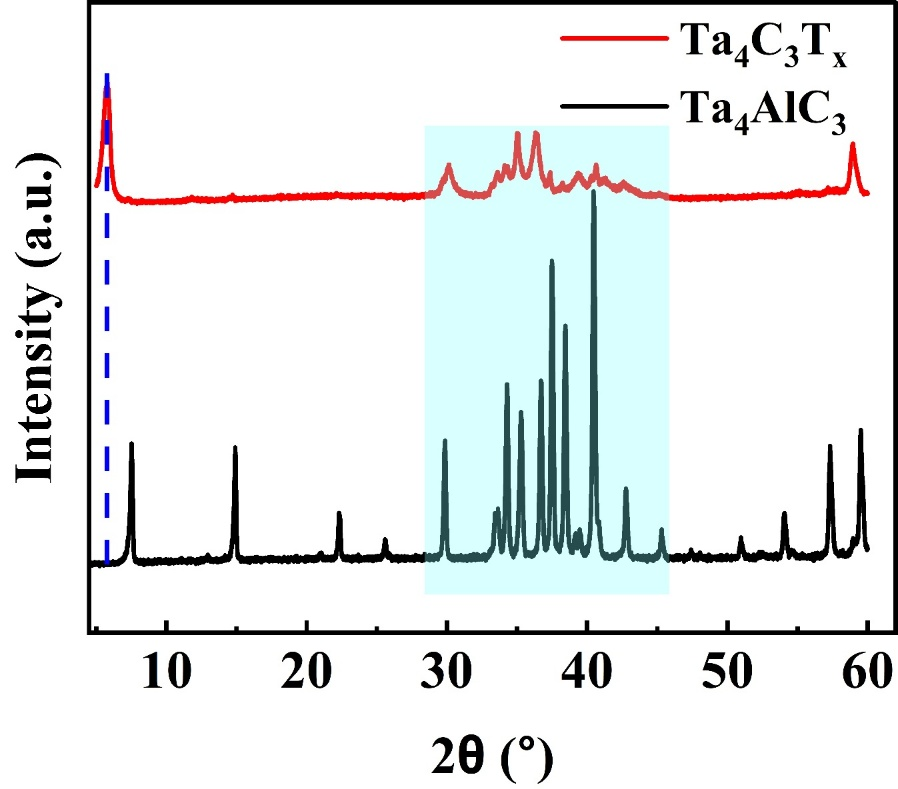 Ta₄C₃Tₓ
Ta₄AlC₃
Intensity (a.u.)
10 20 30 40 50 60
2θ (°)